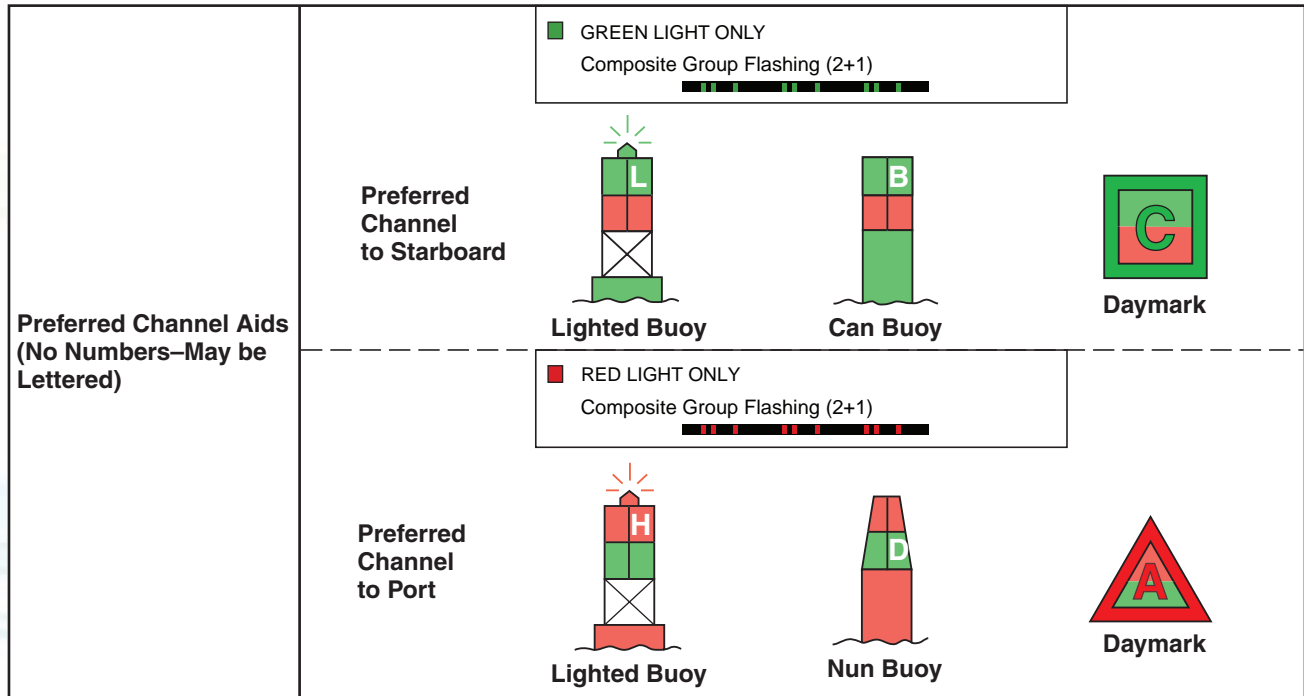 Preferred Channel Aids
(No Numbers–May be
Lettered)
GREEN LIGHT ONLY
Composite Group Flashing (2+1)
Preferred
Channel
to Starboard
L
B
C
Lighted Buoy
Can Buoy
Daymark
RED LIGHT ONLY
Composite Group Flashing (2+1)
Preferred
Channel
to Port
H
D
A
Lighted Buoy
Nun Buoy
Daymark